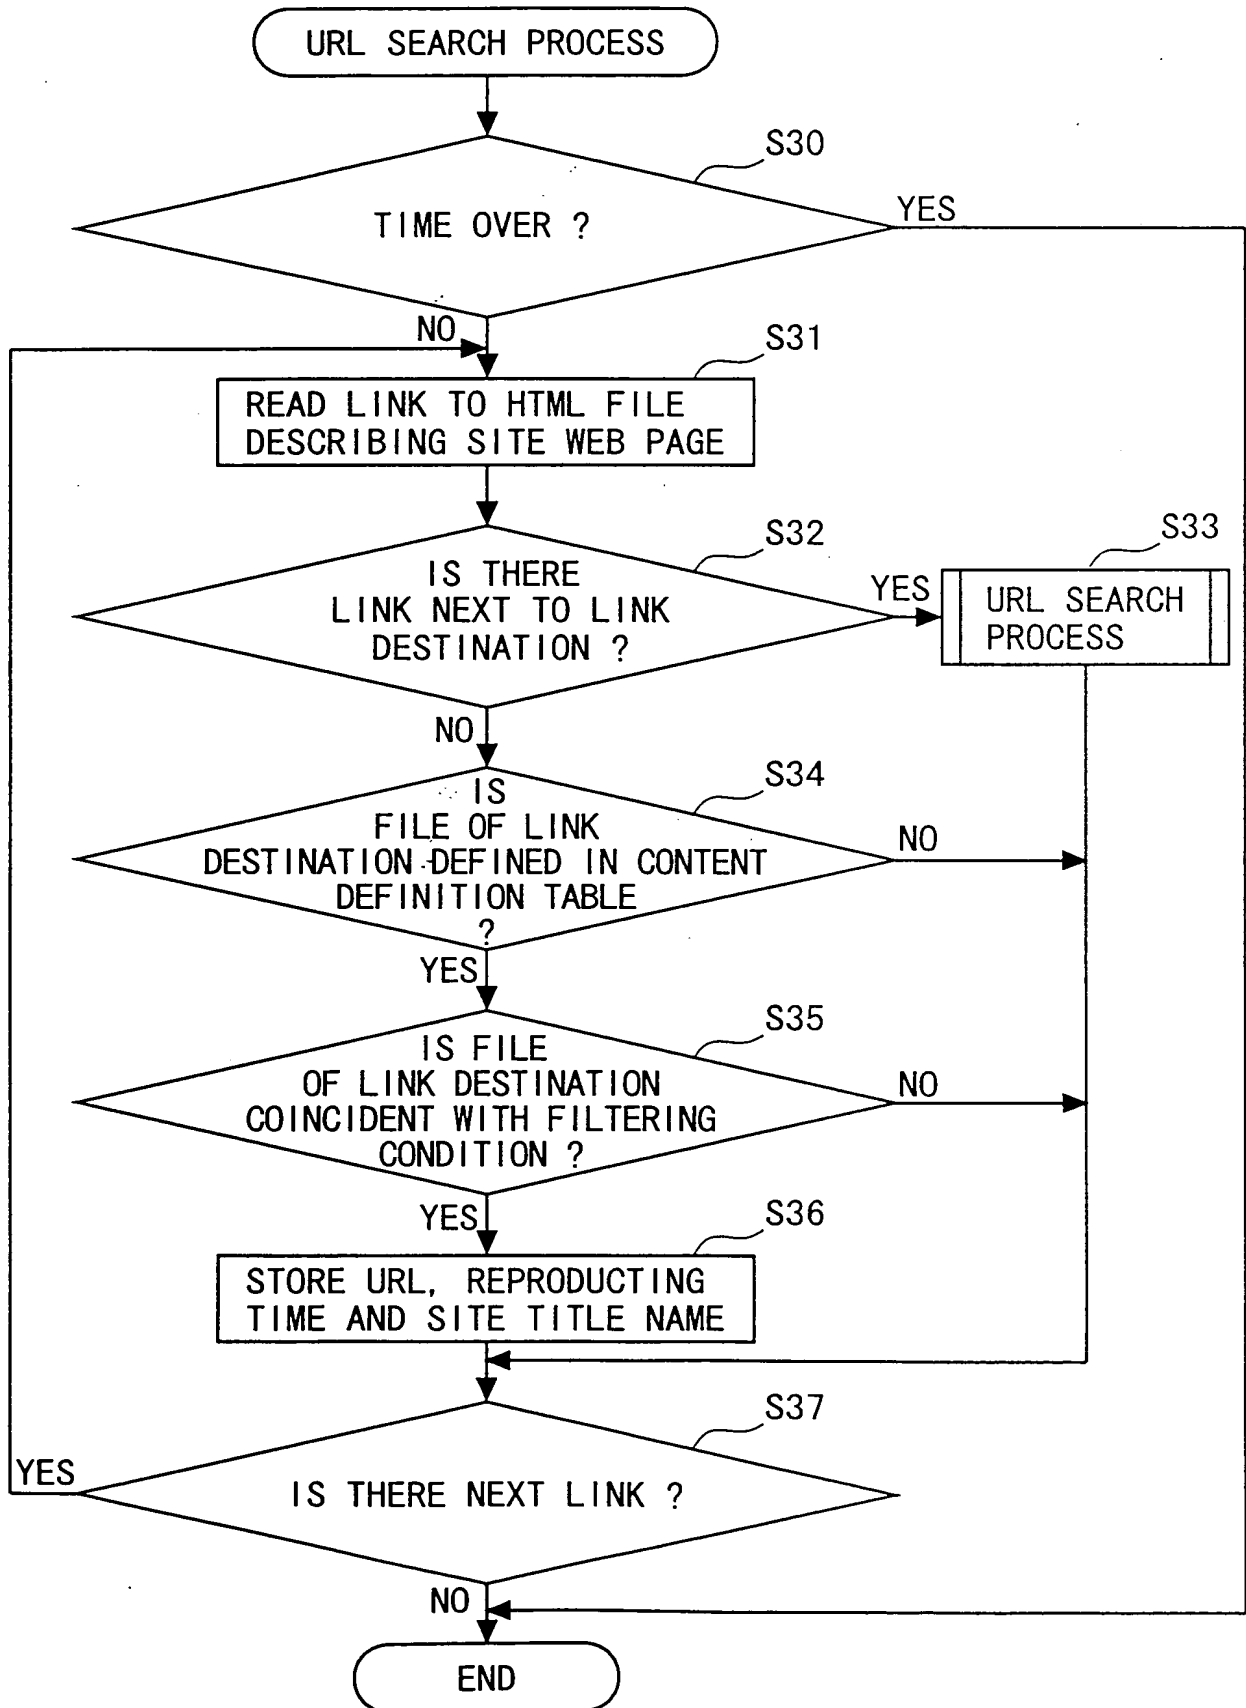 URL SEARCH PROCESS
S30
TIME OVER ?
YES
NO
S31
READ LINK TO HTML FILE
DESCRIBING SITE WEB PAGE
S32
IS THERE
LINK NEXT TO LINK
DESTINATION ?
YES
S33
URL SEARCH
PROCESS
NO
S34
IS
FILE OF LINK
DESTINATION DEFINED IN CONTENT
DEFINITION TABLE
?
NO
YES
S35
IS FILE
OF LINK DESTINATION
COINCIDENT WITH FILTERING
CONDITION ?
NO
YES
S36
STORE URL, REPRODUCTING
TIME AND SITE TITLE NAME
S37
YES
IS THERE NEXT LINK ?
NO
END